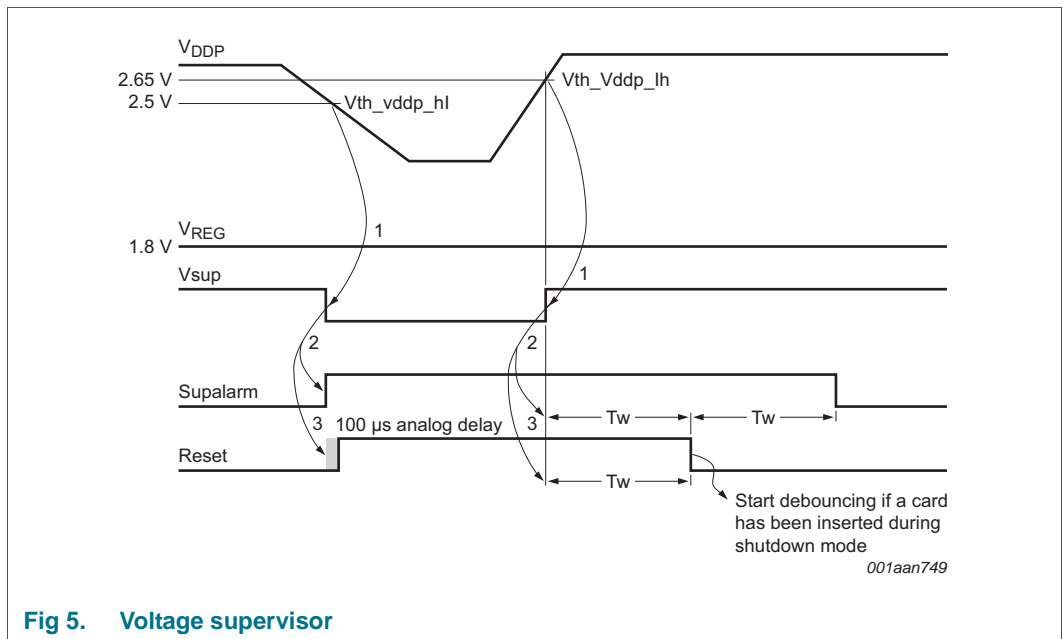 VDDP
2.65 V
Vth_Vddp_lh
2.5 V
Vth_vddp_hl
1
VREG
1.8 V
Vsup
1
2
2
Supalarm
Tw
Tw
3
100 μs analog delay
3
Reset
Tw
Start debouncing if a card
has been inserted during
shutdown mode
001aan749
Fig 5. Voltage supervisor